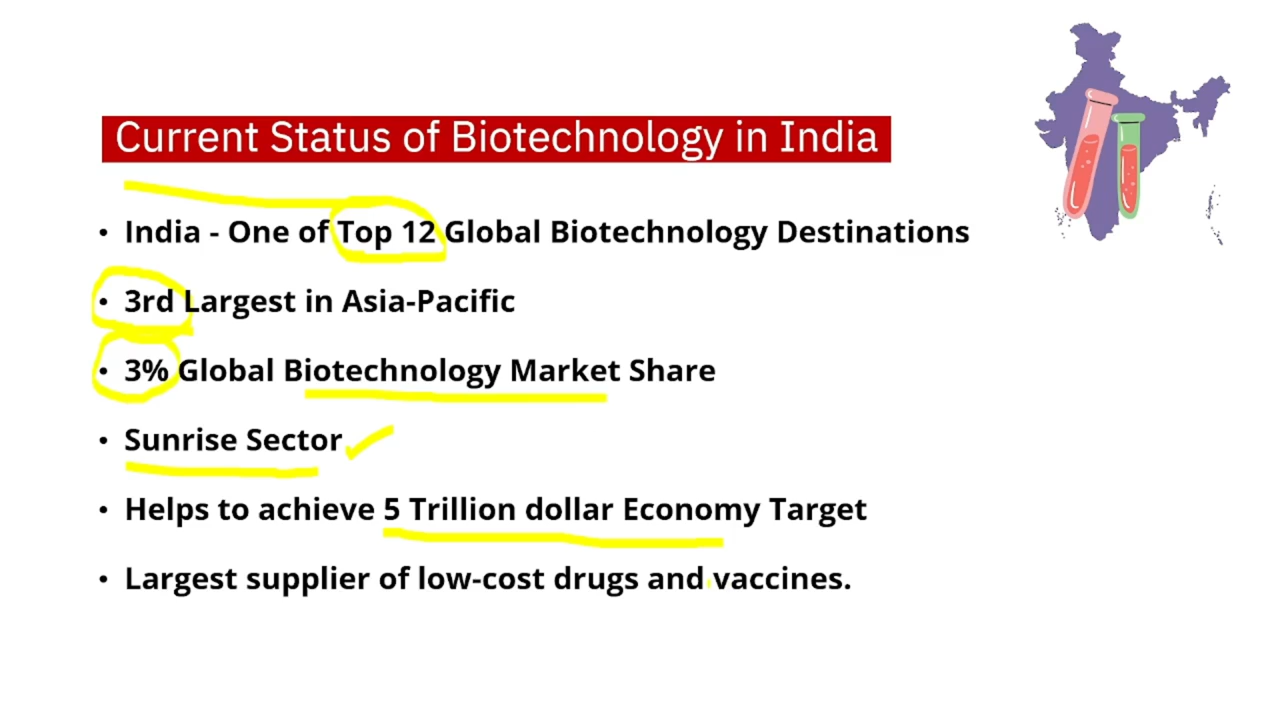 Current Status of Biotechnology in India
• India - One of Top 12 Global Biotechnology Destinations
• 3rd Largest in Asia-Pacific
• 3% Global Biotechnology Market Share
• Sunrise Sector
• Helps to achieve 5 Trillion dollar Economy Target
• Largest supplier of low-cost drugs and vaccines.